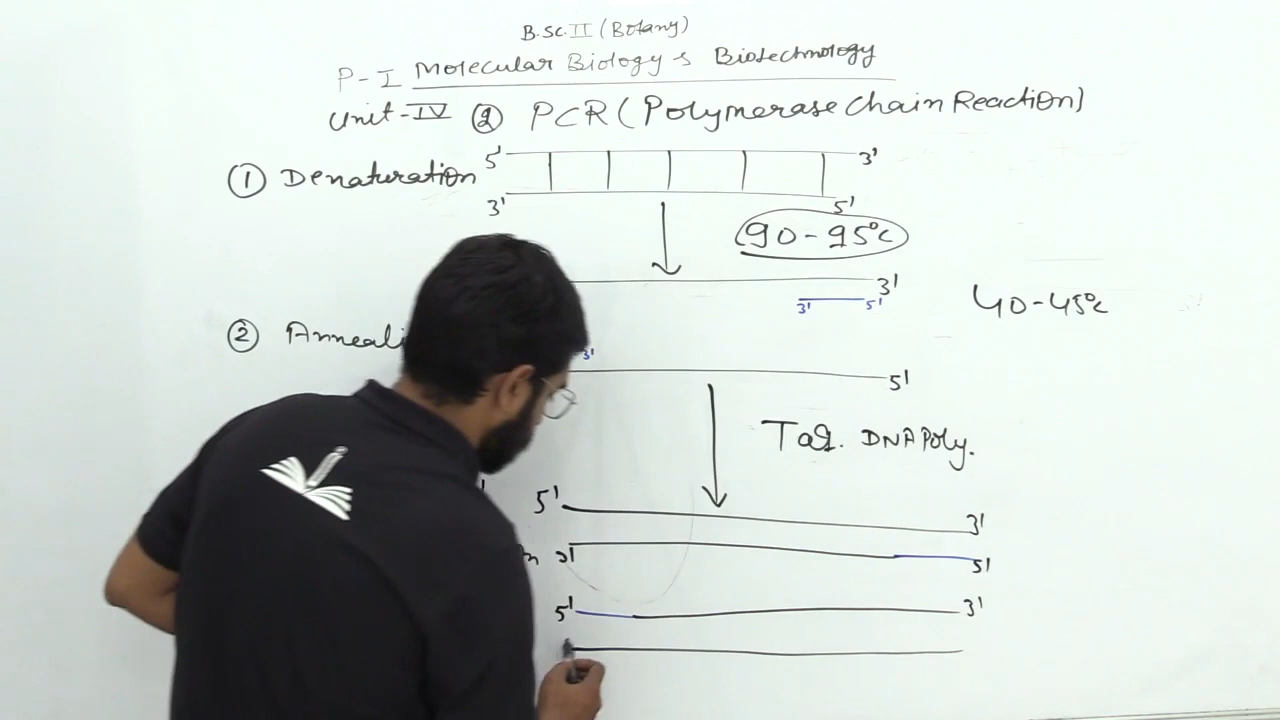 B.Sc.II (Botany)
P-I Molecular Biology & Biotechnology
Unit-IV ② PCR (Polymerase Chain Reaction)
① Denaturation 5' 3'
3' 5'
90-95°c
3'
3' 5' 40-45°c
② Anneali
3'
5'
Taq. DNA Poly.
5' 3'
n 3' 5'
5' 3'